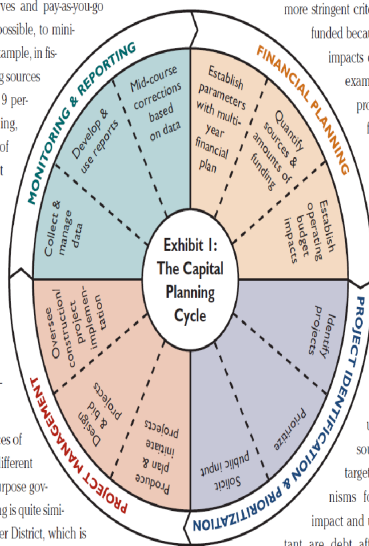 ves and pay-as-you-go
possible, to mini-
ample, in fis-
g sources
9 per-
ing,
of
t
more stringent crite
funded becau
impacts o
exam
pro
f
MONITORING & REPORTING
Collect &
manage
data
Develop &
use reports
Mid-course
corrections
based
on data
FINANCIAL PLANNING
Establish
parameters
with multi-
year
financial
plan
Quantify
sources &
amounts of
funding
Establish
operating
budget
impacts
Exhibit 1:
The Capital
Planning
Cycle
PROJECT IDENTIFICATION & PRIORITIZATION
Identify
projects
Prioritize
Solicit
public input
PROJECT MANAGEMENT
Produce
plan &
initiate
projects
Design
& bid
projects
Oversee
construction/
project
implemen-
tation
-
ces of
different
urpose gov-
ng is quite simi-
er District, which is
u
sou
target
nisms fo
impact and u
tant are debt aff